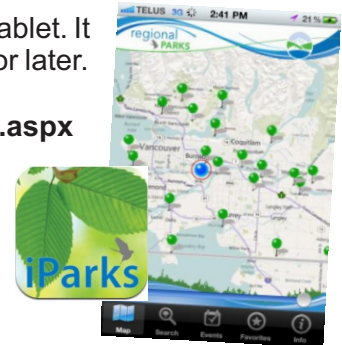 ablet. It
or later.
.aspx
TELUS 3G 2:41 PM 21%
regional
PARKS
Vancouver
Coquitlam
iParks
Map Search Events Favorites Info